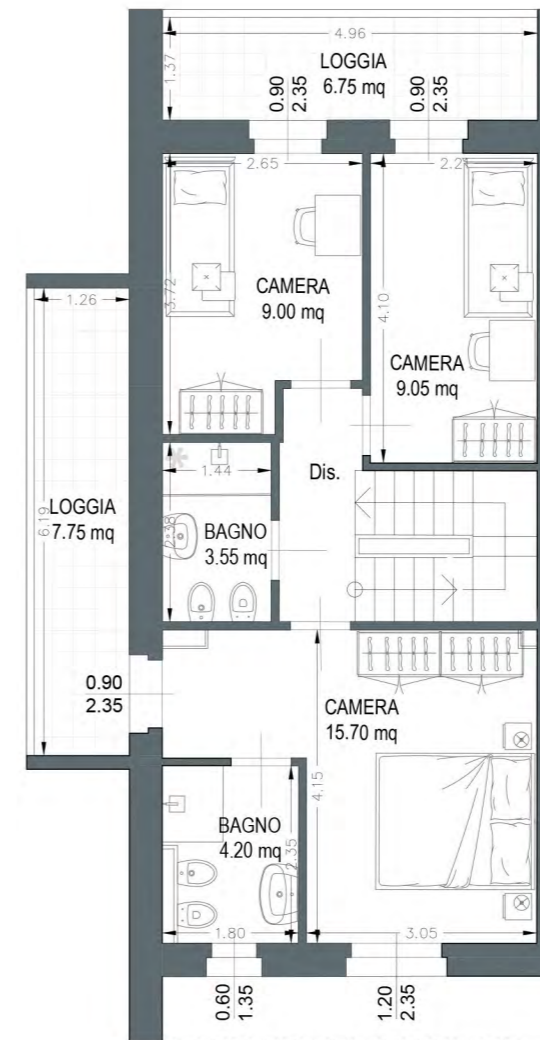 4.96
1.37
LOGGIA
6.75 mq
0.90
2.35
0.90
2.35
2.65
3.72
CAMERA
9.00 mq
4.10
CAMERA
9.05 mq
1.26
6.19
LOGGIA
7.75 mq
1.44
BAGNO
3.55 mq
Dis.
0.90
2.35
CAMERA
15.70 mq
4.15
BAGNO
4.20 mq
2.35
1.80
3.05
0.60
1.35
1.20
2.35